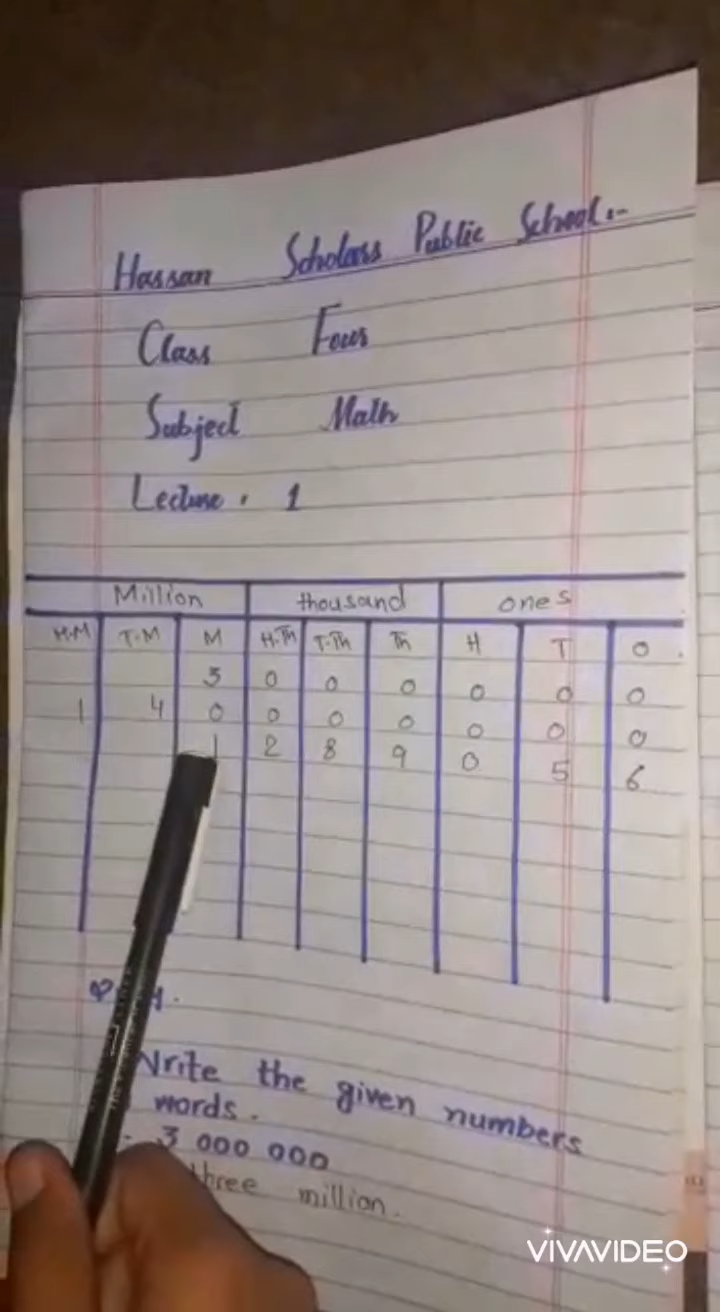 Hassan Scholars Public School:-
Class Four
Subject Math
Lecture. 1
Million thousand ones
H.M T.M M H.Th T.Th Th H T O
3 0 0 0 0 0 0
1 4 0 0 0 0 0 0 0
1 2 8 9 0 5 6
Write the given numbers
words.
3 000 000
three million.
VIVAVIDEO